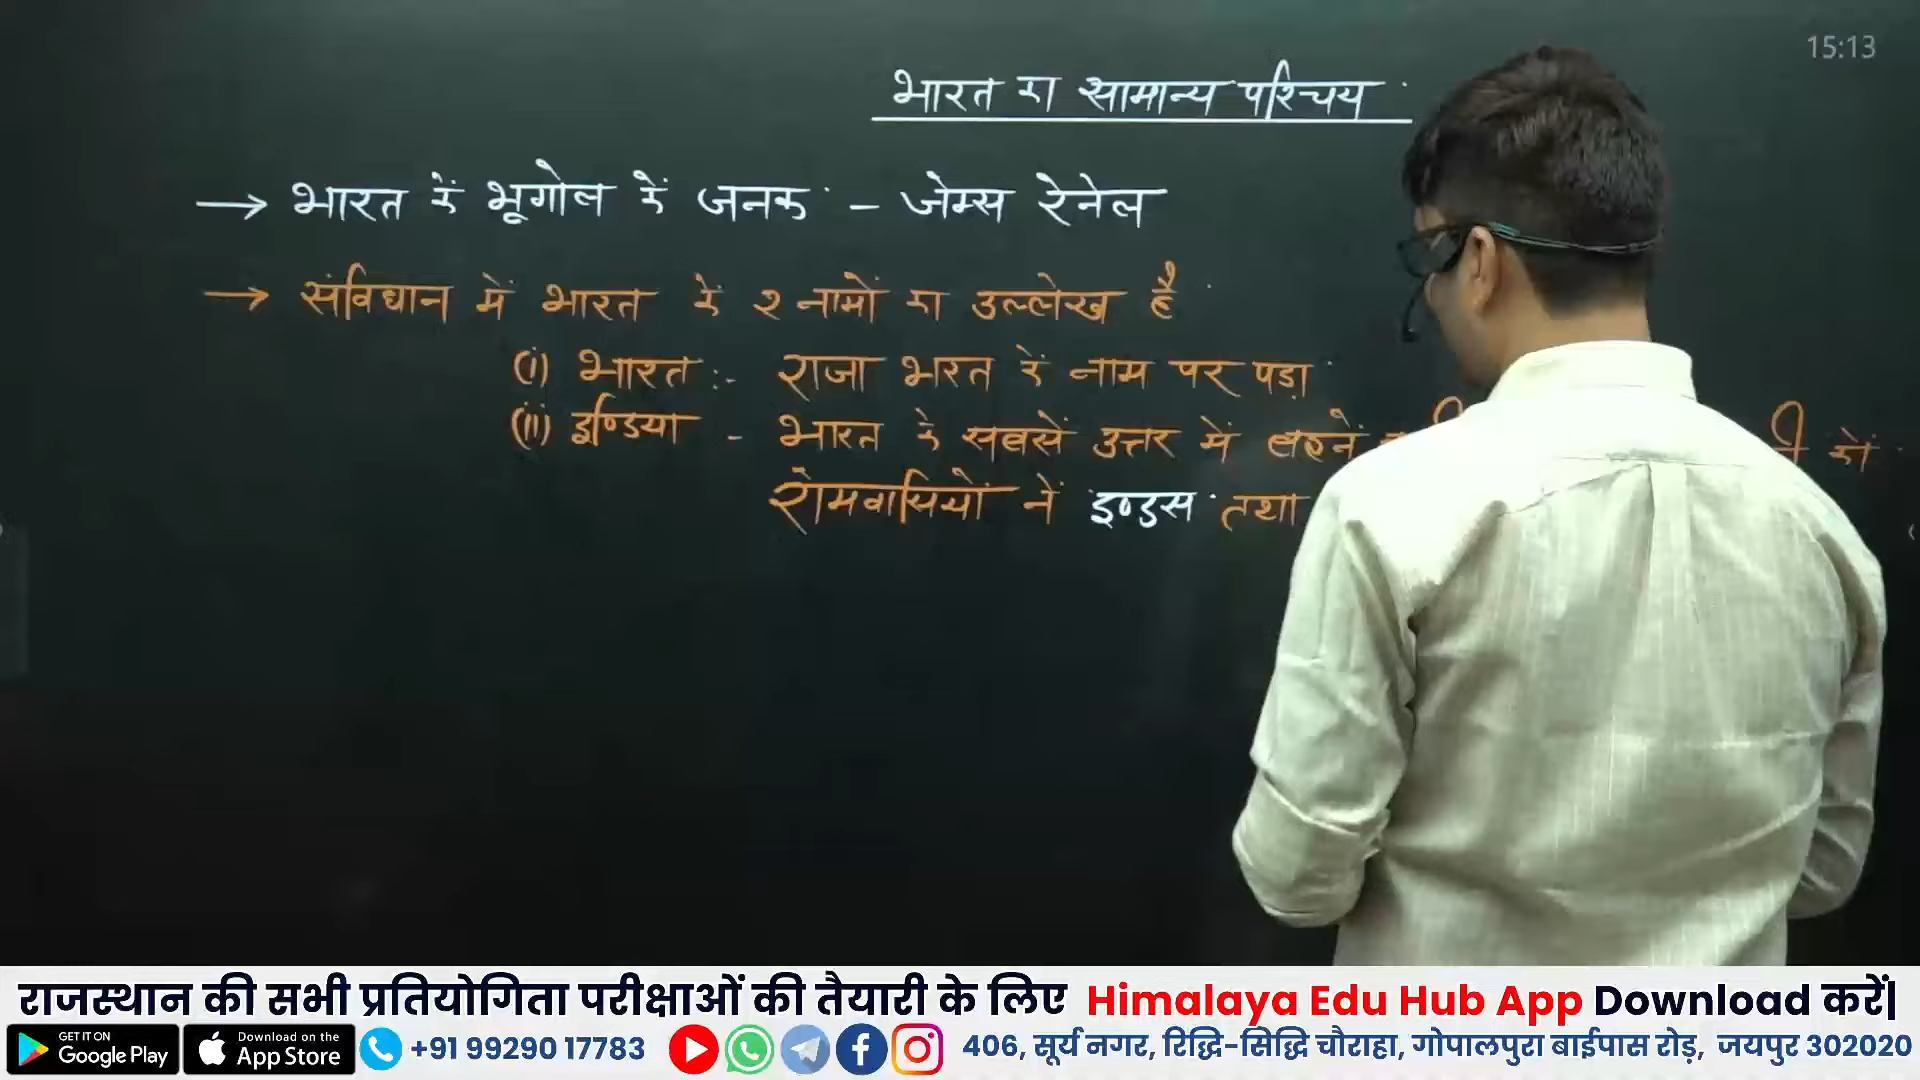 15:13
भारत का सामान्य परिचय
→ भारत के भूगोल के जनक - जेम्स रेनेल
→ संविधान में भारत के 2 नामों का उल्लेख है
(i) भारत :- राजा भरत के नाम पर पड़ा
(ii) इण्डिया - भारत के सबसे उत्तर में बहने को
रोमवासियों ने इण्डस तथा
राजस्थान की सभी प्रतियोगिता परीक्षाओं की तैयारी के लिए Himalaya Edu Hub App Download करें|
GET IT ON Google Play Download on the App Store +91 99290 17783 406, सूर्य नगर, रिद्धि-सिद्धि चौराहा, गोपालपुरा बाईपास रोड़, जयपुर 302020